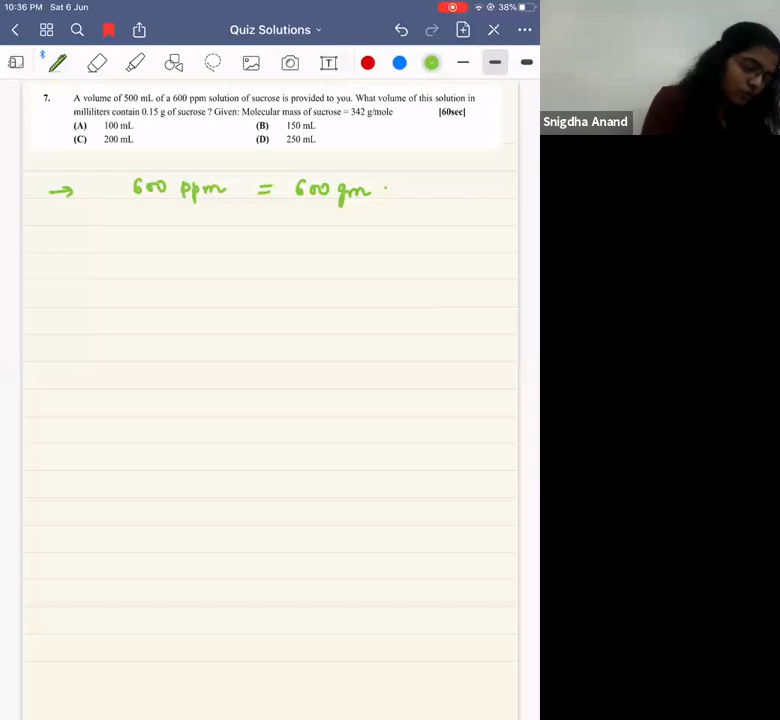 10:36 PM Sat 6 Jun
38%
Quiz Solutions
T
7. A volume of 500 mL of a 600 ppm solution of sucrose is provided to you. What volume of this solution in
milliliters contain 0.15 g of sucrose ? Given: Molecular mass of sucrose = 342 g/mole |60sec|
(A) 100 mL (B) 150 mL
(C) 200 mL (D) 250 mL
→ 600 ppm = 600 gm
Snigdha Anand